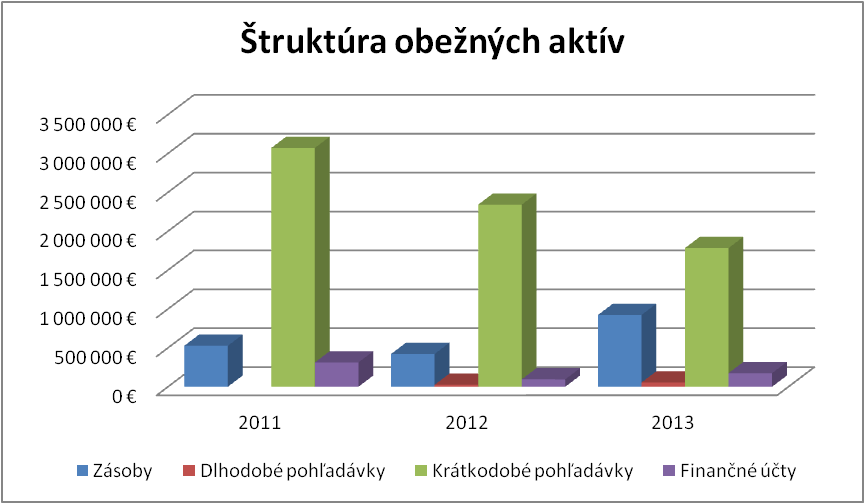 Štruktúra obežných aktív
3 500 000 €
3 000 000 €
2 500 000 €
2 000 000 €
1 500 000 €
1 000 000 €
500 000 €
0 €
2011 2012 2013
Zásoby Dlhodobé pohľadávky Krátkodobé pohľadávky Finančné účty